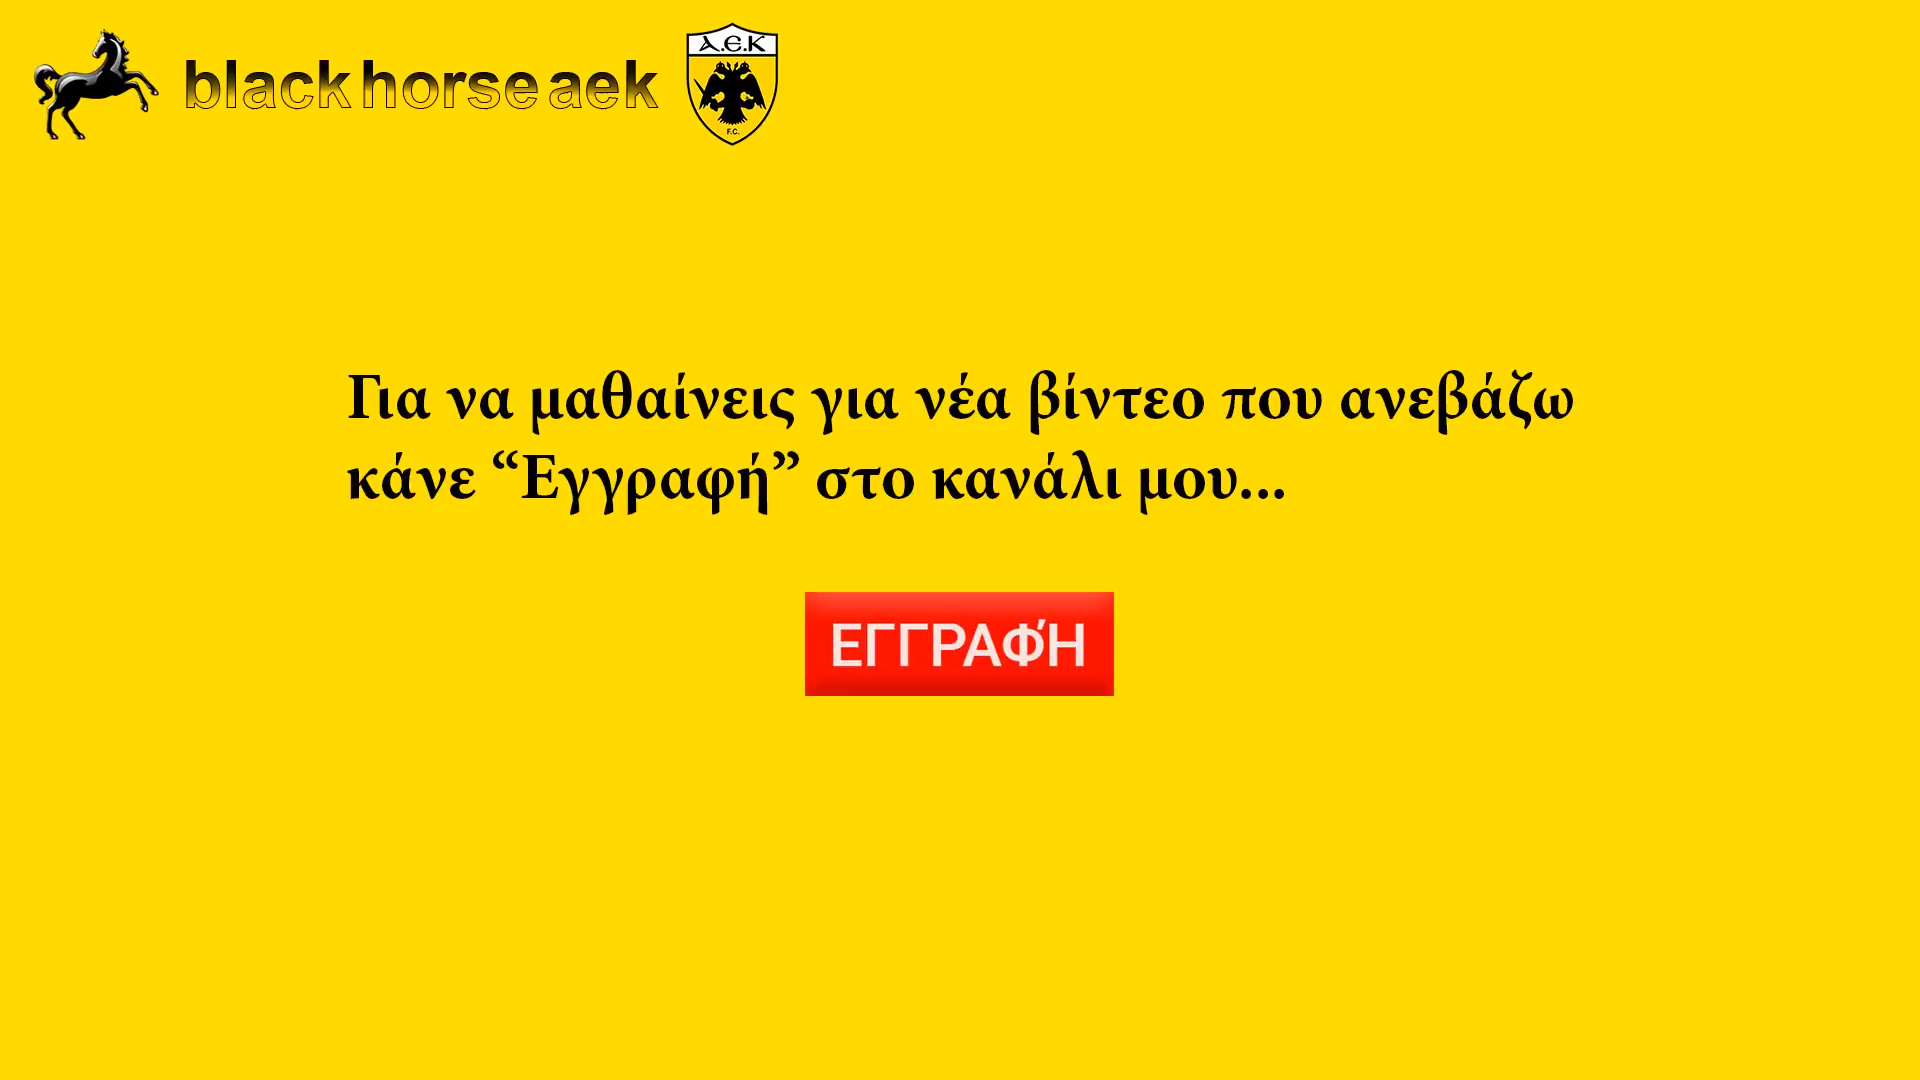 black horse aek
Α.Ε.Κ
F.C.
Για να μαθαίνεις για νέα βίντεο που ανεβάζω
κάνε “Εγγραφή” στο κανάλι μου...
ΕΓΓΡΑΦΉ